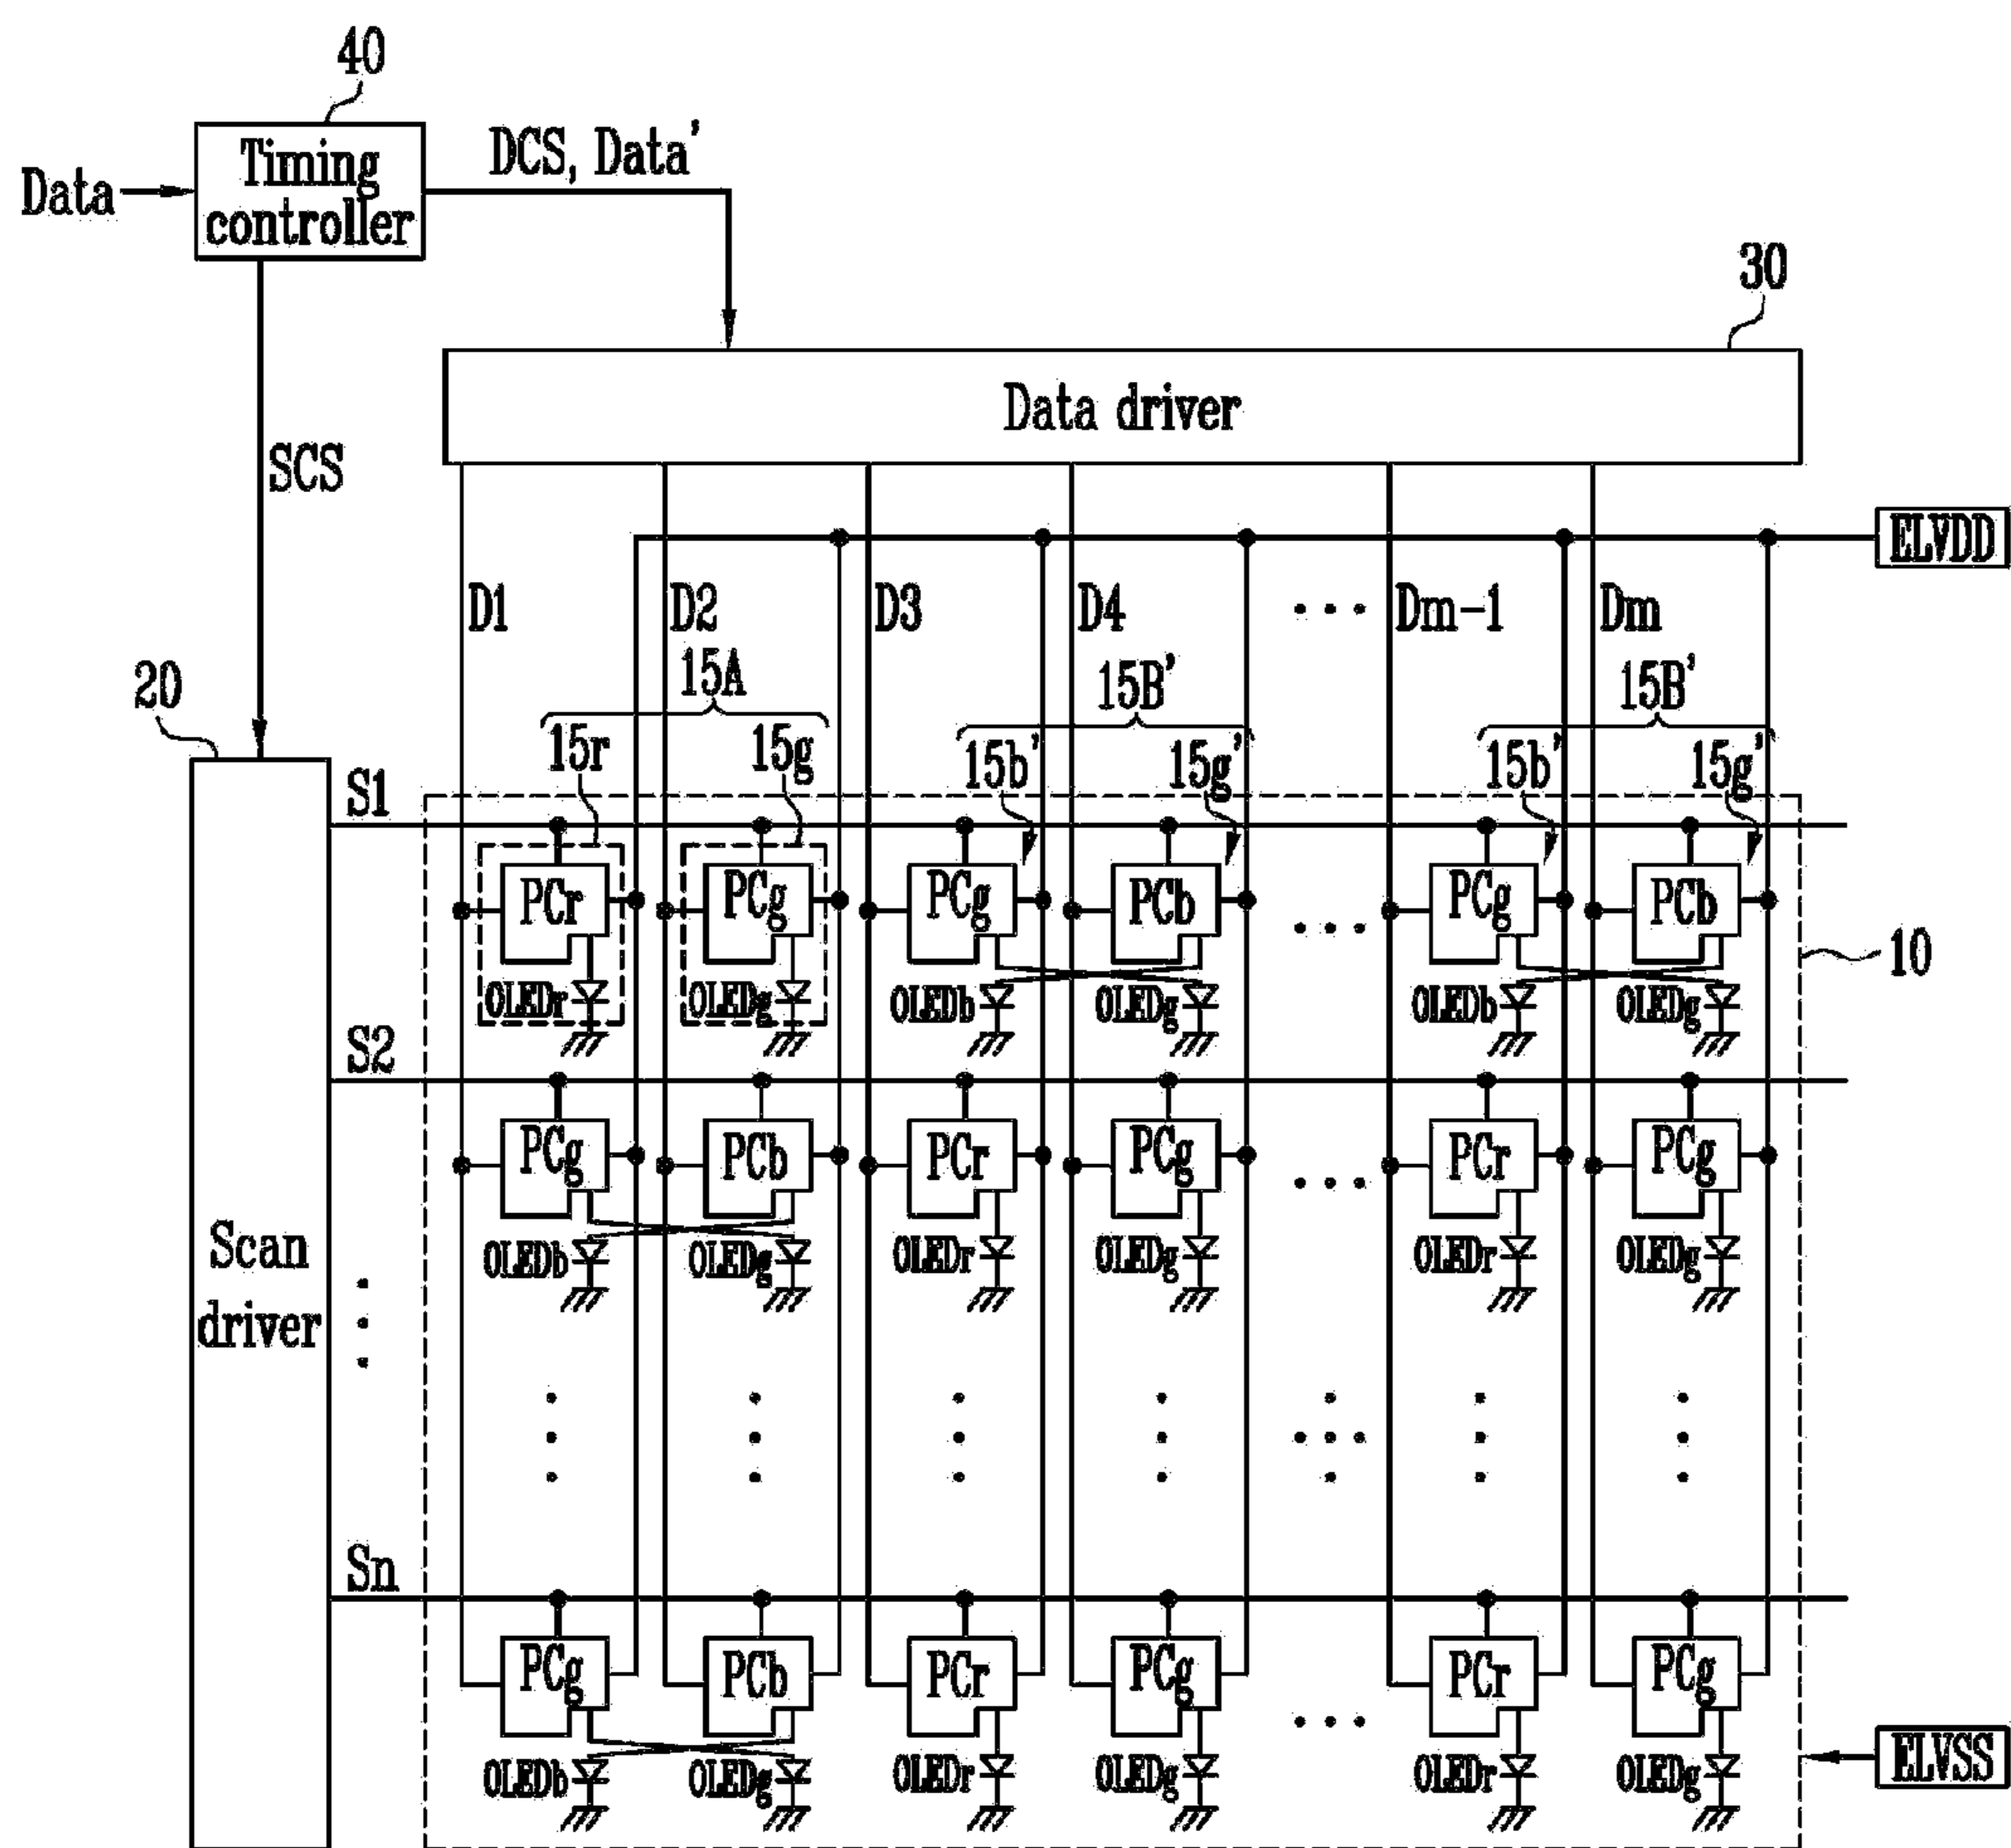 40
Data
Timing
controller
DCS, Data'
30
Data driver
SCS
ELVDD
D1 D2 D3 D4 Dm-1 Dm
20
15A 15B' 15B'
15r 15g 15b' 15g' 15b' 15g'
S1
PCr PCg PCg PCb PCg PCb
10
OLEDr OLEDg OLEDb OLEDg OLEDb OLEDg
S2
PCg PCb PCr PCg PCr PCg
Scan
driver
OLEDb OLEDg OLEDr OLEDg OLEDr OLEDg
Sn
PCg PCb PCr PCg PCr PCg
OLEDb OLEDg OLEDr OLEDg OLEDr OLEDg
ELVSS